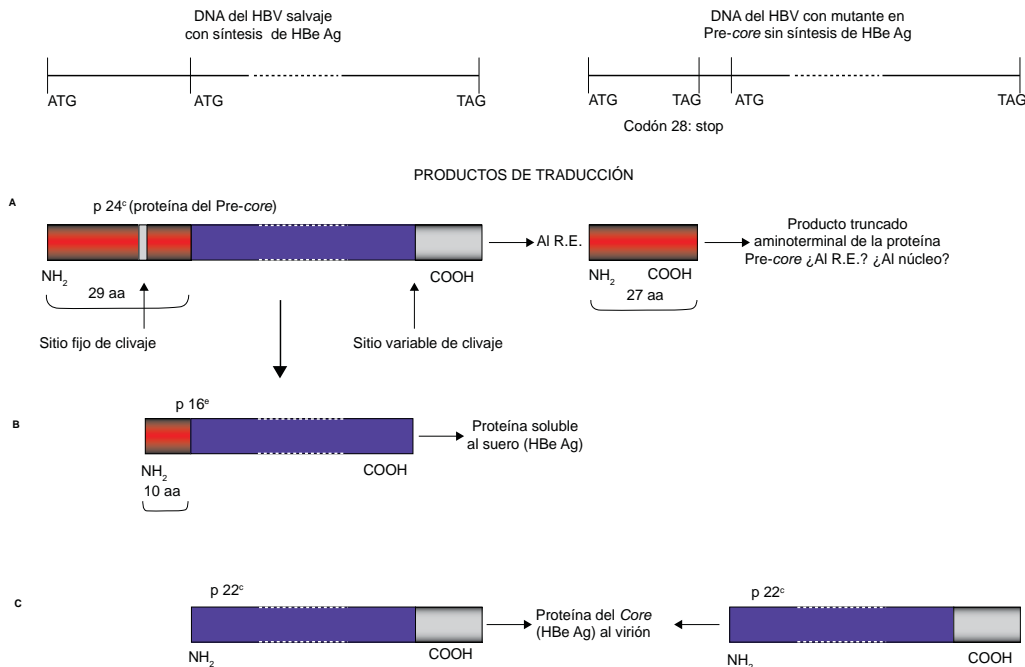 DNA del HBV salvaje
con síntesis de HBe Ag
DNA del HBV con mutante en
Pre-core sin síntesis de HBe Ag
ATG ATG TAG
ATG TAG ATG TAG
Codón 28: stop
PRODUCTOS DE TRADUCCIÓN
A
p 24ᶜ (proteína del Pre-core)
Al R.E.
Producto truncado
aminoterminal de la proteína
Pre-core ¿Al R.E.? ¿Al núcleo?
NH₂
COOH
NH₂ COOH
29 aa
27 aa
Sitio fijo de clivaje
Sitio variable de clivaje
p 16ᵉ
B
Proteína soluble
al suero (HBe Ag)
NH₂
COOH
10 aa
C
p 22ᶜ
p 22ᶜ
Proteína del Core
(HBe Ag) al virión
NH₂
COOH
NH₂
COOH